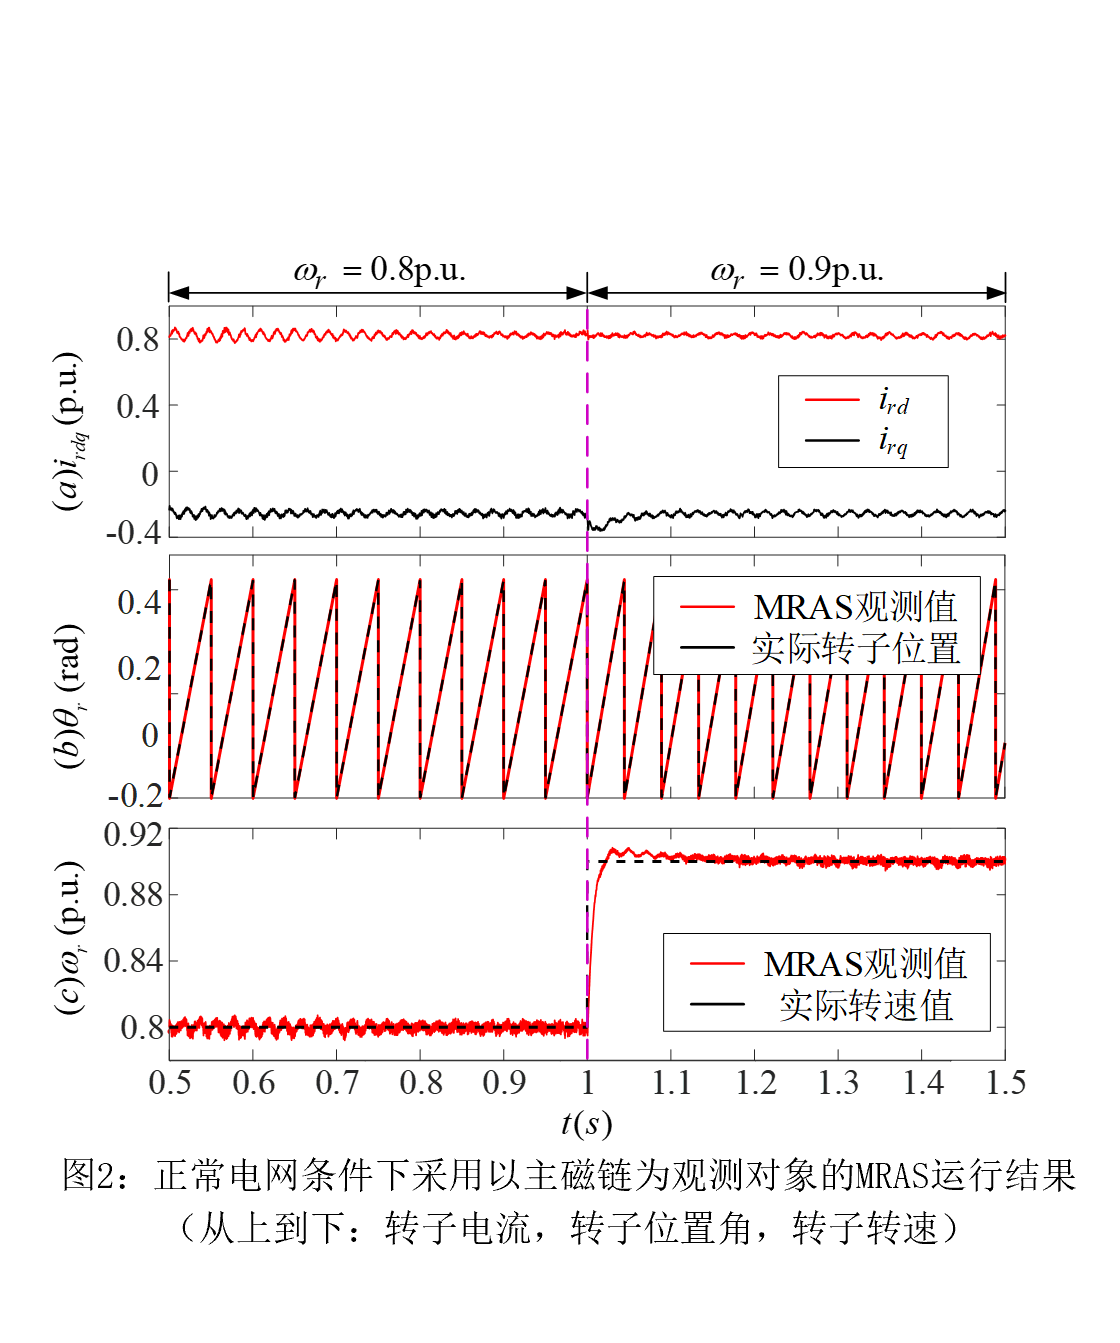 ωr = 0.8p.u. ωr = 0.9p.u.
(a)irdq (p.u.)
0.8
0.4
0
-0.4
ird
irq
(b)θr (rad)
0.4
0.2
0
-0.2
MRAS观测值
实际转子位置
(c)ωr (p.u.)
0.92
0.88
0.84
0.8
MRAS观测值
实际转速值
0.5 0.6 0.7 0.8 0.9 1 1.1 1.2 1.3 1.4 1.5
t(s)
图2：正常电网条件下采用以主磁链为观测对象的MRAS运行结果
（从上到下：转子电流，转子位置角，转子转速）